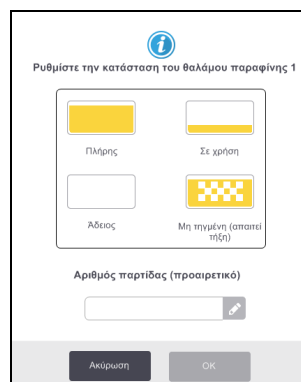 Ρυθμίστε την κατάσταση του θαλάμου παραφίνης 1
Πλήρης
Σε χρήση
Άδειος
Μη τηγμένη (απαιτεί
τήξη)
Αριθμός παρτίδας (προαιρετικό)
Ακύρωση
OK